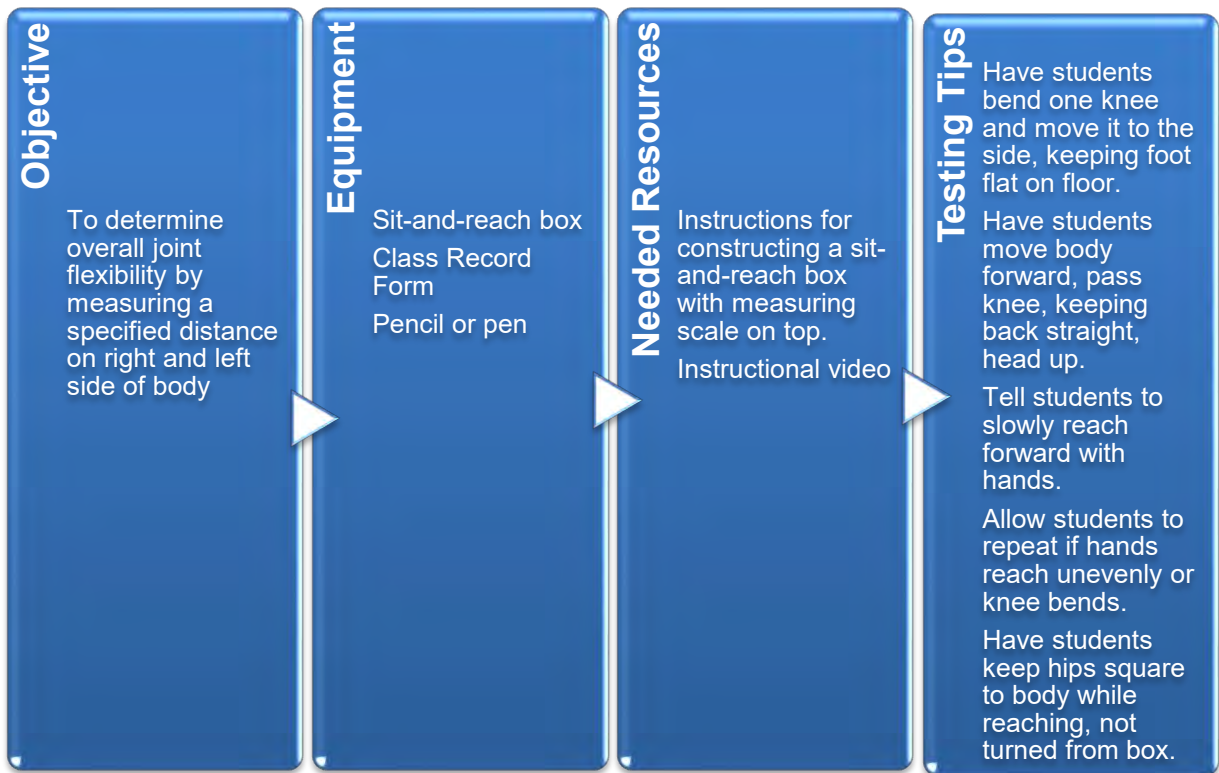 Objective
To determine
overall joint
flexibility by
measuring a
specified distance
on right and left
side of body
Equipment
Sit-and-reach box
Class Record
Form
Pencil or pen
Needed Resources
Instructions for
constructing a sit-
and-reach box
with measuring
scale on top.
Instructional video
Testing Tips
Have students
bend one knee
and move it to the
side, keeping foot
flat on floor.
Have students
move body
forward, pass
knee, keeping
back straight,
head up.
Tell students to
slowly reach
forward with
hands.
Allow students to
repeat if hands
reach unevenly or
knee bends.
Have students
keep hips square
to body while
reaching, not
turned from box.